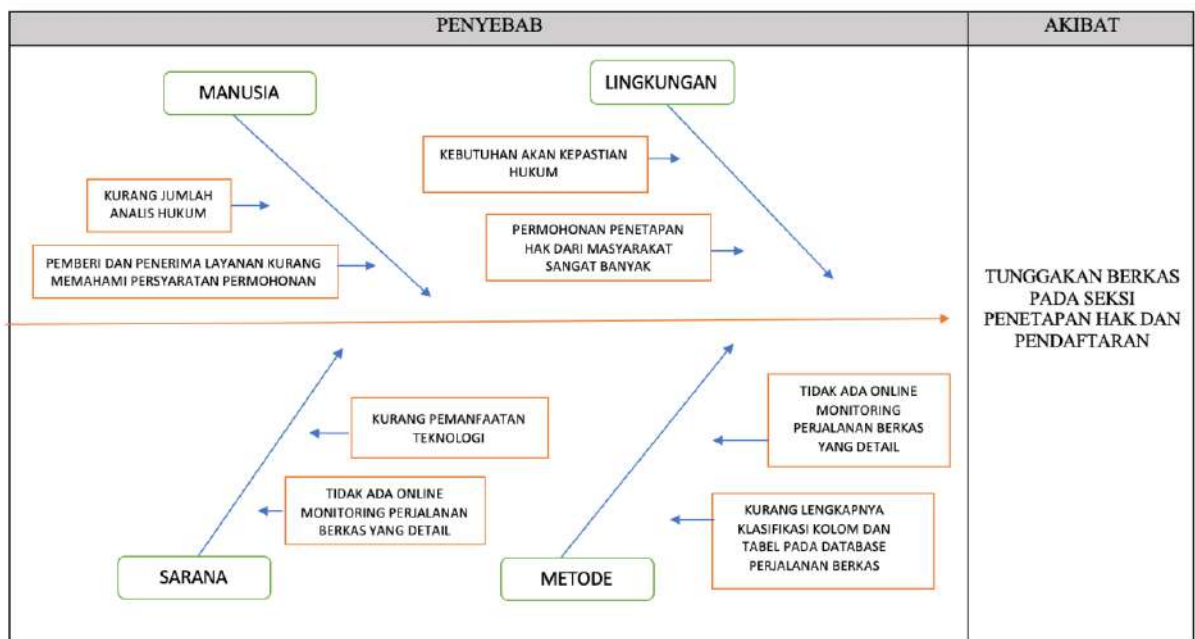 PENYEBAB
AKIBAT
MANUSIA
KURANG JUMLAH
ANALIS HUKUM
PEMBERI DAN PENERIMA LAYANAN KURANG
MEMAHAMI PERSYARATAN PERMOHONAN
LINGKUNGAN
KEBUTUHAN AKAN KEPASTIAN
HUKUM
PERMOHONAN PENETAPAN
HAK DARI MASYARAKAT
SANGAT BANYAK
KURANG PEMANFAATAN
TEKNOLOGI
TIDAK ADA ONLINE
MONITORING PERJALANAN
BERKAS YANG DETAIL
SARANA
TIDAK ADA ONLINE
MONITORING
PERJALANAN BERKAS
YANG DETAIL
KURANG LENGKAPNYA
KLASIFIKASI KOLOM DAN
TABEL PADA DATABASE
PERJALANAN BERKAS
METODE
TUNGGAKAN BERKAS
PADA SEKSI
PENETAPAN HAK DAN
PENDAFTARAN